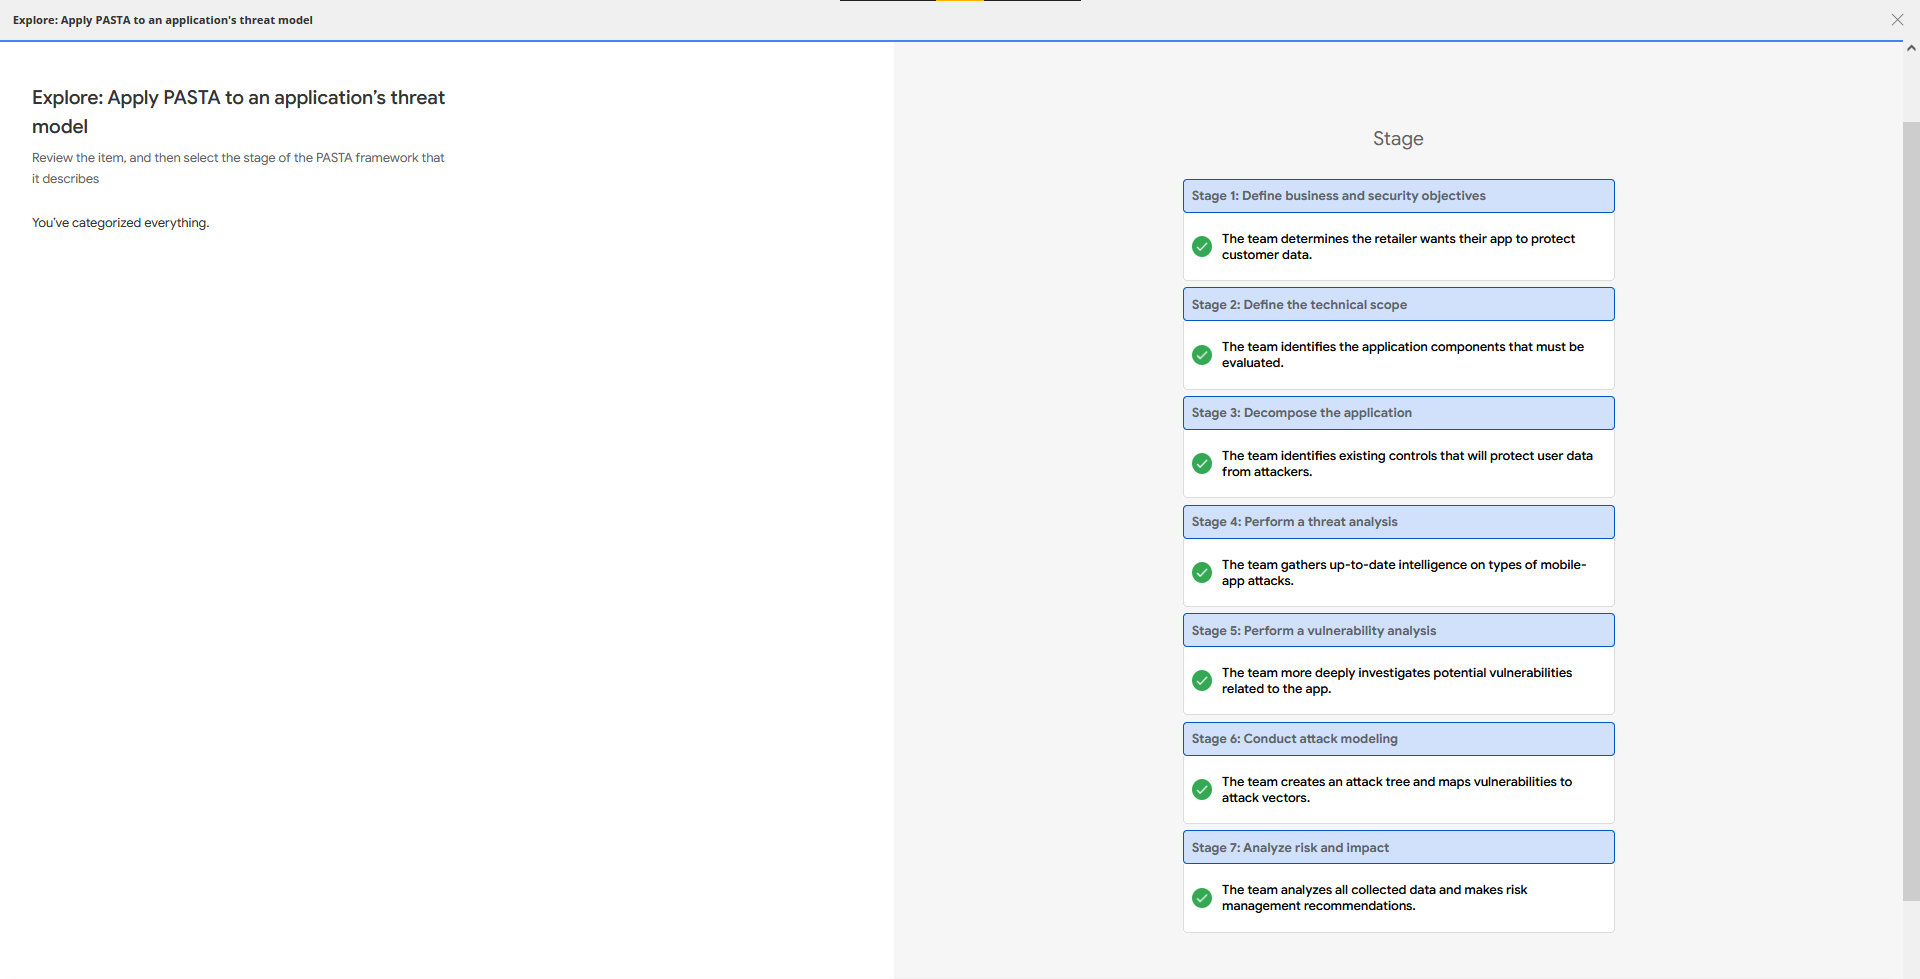 Explore: Apply PASTA to an application's threat model
Explore: Apply PASTA to an application’s threat
model
Review the item, and then select the stage of the PASTA framework that
it describes
You’ve categorized everything.
Stage
Stage 1: Define business and security objectives
The team determines the retailer wants their app to protect
customer data.
Stage 2: Define the technical scope
The team identifies the application components that must be
evaluated.
Stage 3: Decompose the application
The team identifies existing controls that will protect user data
from attackers.
Stage 4: Perform a threat analysis
The team gathers up-to-date intelligence on types of mobile-
app attacks.
Stage 5: Perform a vulnerability analysis
The team more deeply investigates potential vulnerabilities
related to the app.
Stage 6: Conduct attack modeling
The team creates an attack tree and maps vulnerabilities to
attack vectors.
Stage 7: Analyze risk and impact
The team analyzes all collected data and makes risk
management recommendations.